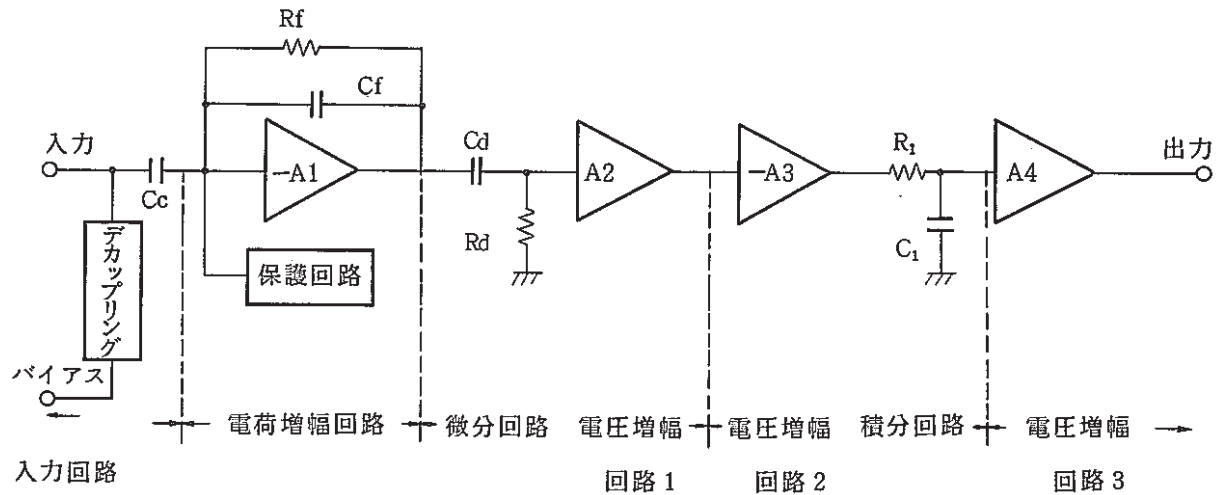 Rf
Cf
入力
Cc
-A1
Cd
Rd
A2
-A3
R₁
C₁
A4
出力
デカップリング
保護回路
バイアス
電荷増幅回路
微分回路
電圧増幅
電圧増幅
積分回路
電圧増幅
入力回路
回路1
回路2
回路3